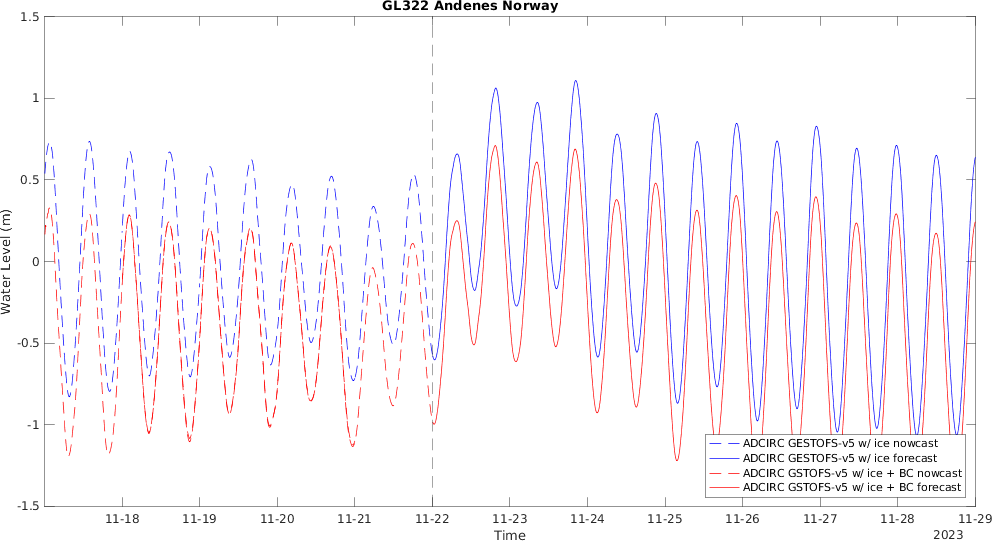 GL322 Andenes Norway
1.5
1
0.5
0
-0.5
-1
-1.5
Water Level (m)
11-18 11-19 11-20 11-21 11-22 11-23 11-24 11-25 11-26 11-27 11-28 11-29
Time
2023
ADCIRC GESTOFS-v5 w/ ice nowcast
ADCIRC GESTOFS-v5 w/ ice forecast
ADCIRC GSTOFS-v5 w/ ice + BC nowcast
ADCIRC GSTOFS-v5 w/ ice + BC forecast